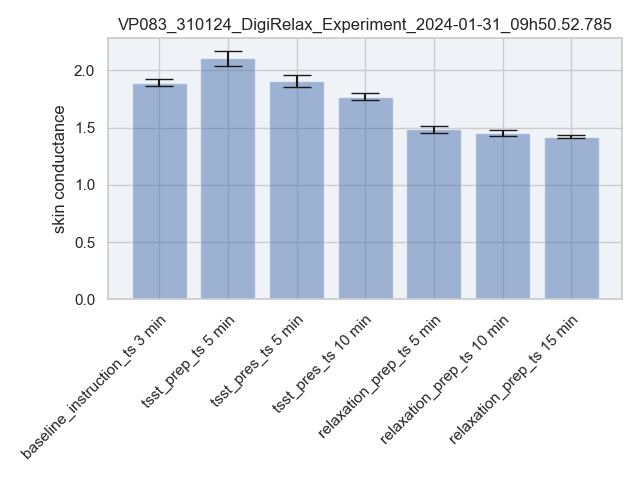 VP083_310124_DigiRelax_Experiment_2024-01-31_09h50.52.785
skin conductance
2.0
1.5
1.0
0.5
0.0
baseline_instruction_ts 3 min
tsst_prep_ts 5 min
tsst_pres_ts 5 min
tsst_pres_ts 10 min
relaxation_prep_ts 5 min
relaxation_prep_ts 10 min
relaxation_prep_ts 15 min